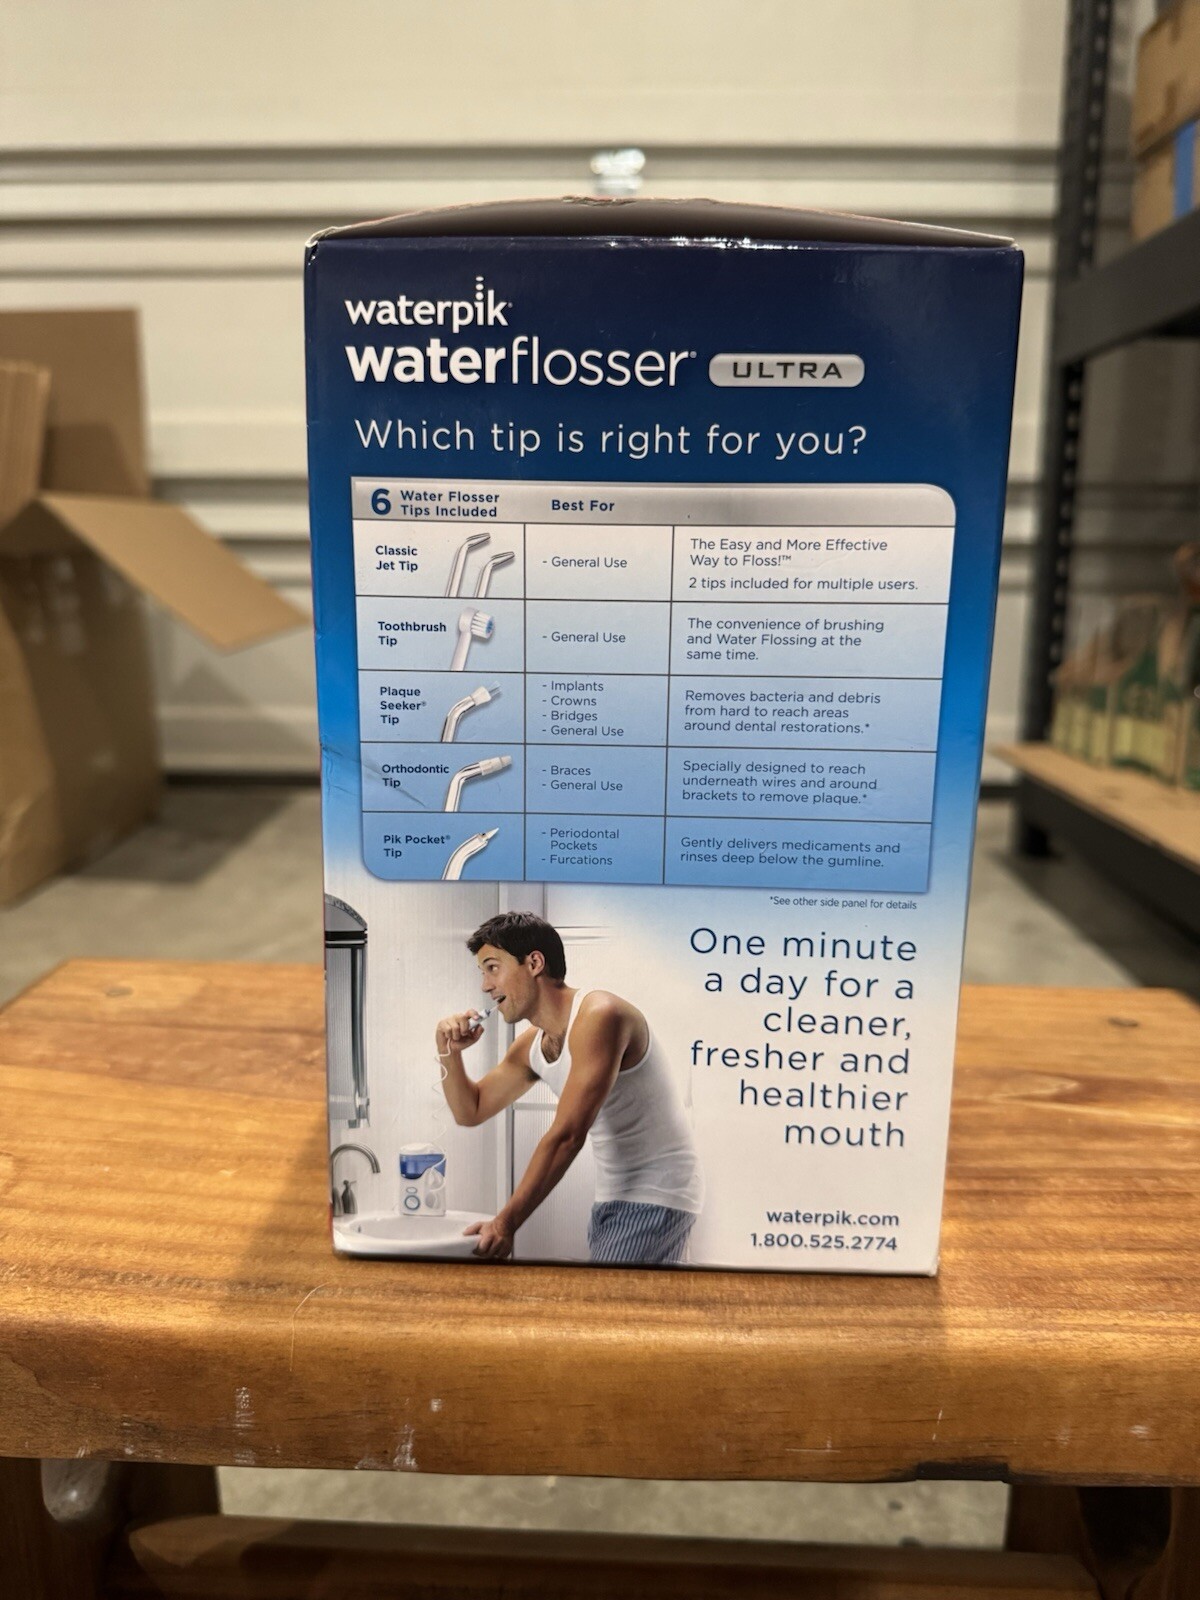 waterpik®
waterflosser® ULTRA
Which tip is right for you?
6 Water Flosser
Tips Included
Best For
Classic
Jet Tip
- General Use
The Easy and More Effective
Way to Floss!™
2 tips included for multiple users.
Toothbrush
Tip
- General Use
The convenience of brushing
and Water Flossing at the
same time.
Plaque
Seeker®
Tip
- Implants
- Crowns
- Bridges
- General Use
Removes bacteria and debris
from hard to reach areas
around dental restorations.*
Orthodontic
Tip
- Braces
- General Use
Specially designed to reach
underneath wires and around
brackets to remove plaque.*
Pik Pocket®
Tip
- Periodontal
Pockets
- Furcations
Gently delivers medicaments and
rinses deep below the gumline.
*See other side panel for details
One minute
a day for a
cleaner,
fresher and
healthier
mouth
waterpik.com
1.800.525.2774